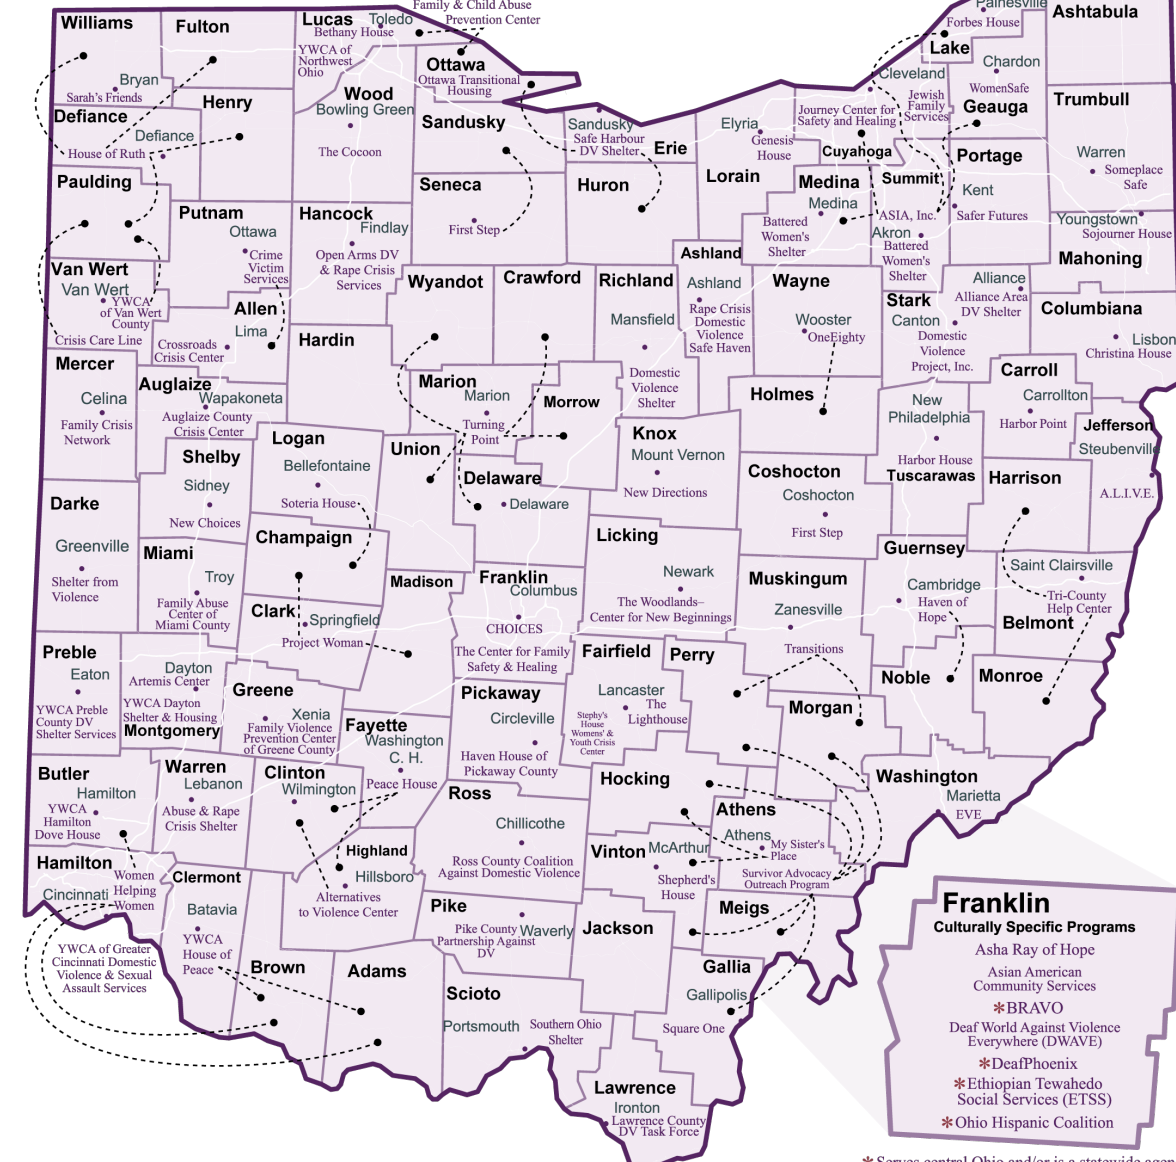 Family & Child Abuse
Prevention Center
Williams
Bryan
Sarah's Friends
Fulton
Lucas
Toledo
Bethany House
YWCA of
Northwest
Ohio
Ottawa
Ottawa Transitional
Housing
Painesville
Forbes House
Lake
Ashtabula
Chardon
WomenSafe
Geauga
Cleveland
Jewish
Family
Services
Journey Center for
Safety and Healing
Cuyahoga
Trumbull
Warren
Someplace
Safe
Defiance
Defiance
House of Ruth
Henry
Wood
Bowling Green
The Cocoon
Sandusky
Sandusky
Safe Harbour
DV Shelter
Erie
Elyria
Genesis
House
Lorain
Medina
Medina
Battered
Women's
Shelter
Summit
ASIA, Inc.
Akron
Battered
Women's
Shelter
Portage
Kent
Safer Futures
Youngstown
Sojourner House
Mahoning
Paulding
Putnam
Ottawa
Crime
Victim
Services
Hancock
Findlay
Open Arms DV
& Rape Crisis
Services
Seneca
First Step
Huron
Ashland
Ashland
Rape Crisis
Domestic
Violence
Safe Haven
Van Wert
Van Wert
YWCA
of Van Wert
County
Crisis Care Line
Allen
Lima
Crossroads
Crisis Center
Hardin
Wyandot
Crawford
Richland
Mansfield
Domestic
Violence
Shelter
Wayne
Wooster
OneEighty
Stark
Canton
Domestic
Violence
Project, Inc.
Alliance
Alliance Area
DV Shelter
Columbiana
Lisbon
Christina House
Mercer
Celina
Family Crisis
Network
Auglaize
Wapakoneta
Auglaize County
Crisis Center
Marion
Marion
Turning
Point
Morrow
Holmes
New
Philadelphia
Harbor House
Tuscarawas
Carroll
Carrollton
Harbor Point
Jefferson
Steubenville
A.L.I.V.E.
Shelby
Sidney
New Choices
Logan
Bellefontaine
Soteria House
Union
Delaware
Delaware
Knox
Mount Vernon
New Directions
Coshocton
Coshocton
First Step
Harrison
Darke
Greenville
Shelter from
Violence
Miami
Troy
Family Abuse
Center of
Miami County
Champaign
Clark
Springfield
Project Woman
Madison
Franklin
Columbus
CHOICES
The Center for Family
Safety & Healing
Licking
Newark
The Woodlands–
Center for New Beginnings
Muskingum
Zanesville
Transitions
Guernsey
Cambridge
Haven of
Hope
Saint Clairsville
Tri-County
Help Center
Belmont
Preble
Eaton
YWCA Preble
County DV
Shelter Services
Dayton
Artemis Center
YWCA Dayton
Shelter & Housing
Montgomery
Greene
Xenia
Family Violence
Prevention Center
of Greene County
Fayette
Washington
C. H.
Peace House
Pickaway
Circleville
Haven House of
Pickaway County
Fairfield
Lancaster
The
Lighthouse
Stephy's
House
Womens' &
Youth Crisis
Center
Perry
Morgan
Noble
Monroe
Butler
Hamilton
YWCA
Hamilton
Dove House
Warren
Lebanon
Abuse & Rape
Crisis Shelter
Clinton
Wilmington
Ross
Chillicothe
Ross County Coalition
Against Domestic Violence
Hocking
Athens
Athens
My Sister's
Place
Survivor Advocacy
Outreach Program
Washington
Marietta
EVE
Hamilton
Cincinnati
Women
Helping
Women
YWCA of Greater
Cincinnati Domestic
Violence & Sexual
Assault Services
Clermont
Batavia
YWCA
House of
Peace
Highland
Hillsboro
Alternatives
to Violence Center
Vinton
McArthur
Shepherd's
House
Meigs
Pike
Pike County
Partnership Against
DV
Waverly
Jackson
Brown
Adams
Scioto
Portsmouth
Southern Ohio
Shelter
Gallia
Gallipolis
Square One
Lawrence
Ironton
Lawrence County
DV Task Force
Franklin
Culturally Specific Programs
Asha Ray of Hope
Asian American
Community Services
*BRAVO
Deaf World Against Violence
Everywhere (DWAVE)
*DeafPhoenix
*Ethiopian Tewahedo
Social Services (ETSS)
*Ohio Hispanic Coalition
* Serves central Ohio and/or is a statewide agen